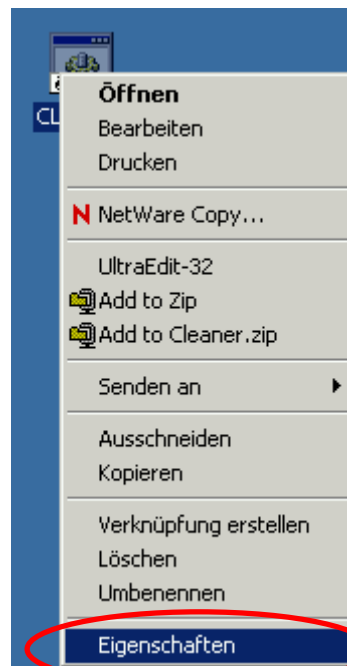 CL
Öffnen
Bearbeiten
Drucken
N NetWare Copy...
UltraEdit-32
Add to Zip
Add to Cleaner.zip
Senden an
Ausschneiden
Kopieren
Verknüpfung erstellen
Löschen
Umbenennen
Eigenschaften